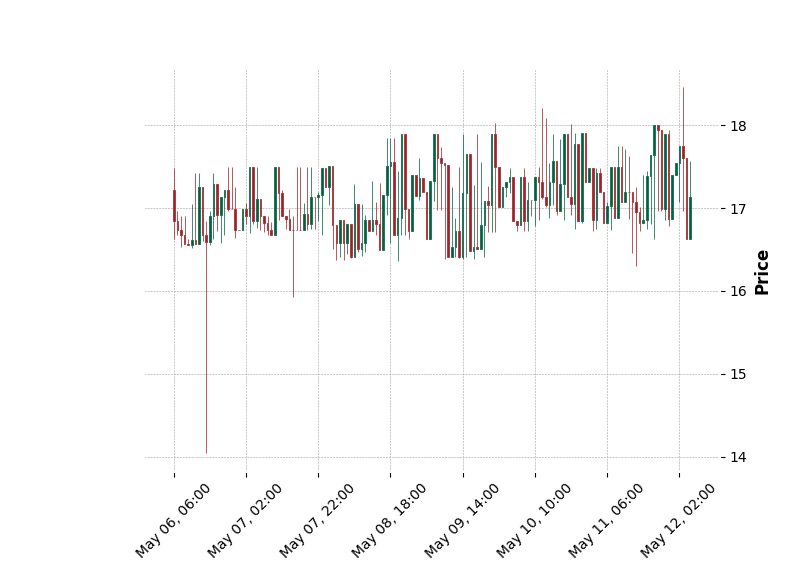 18
17
16
15
14
Price
May 06, 06:00
May 07, 02:00
May 07, 22:00
May 08, 18:00
May 09, 14:00
May 10, 10:00
May 11, 06:00
May 12, 02:00